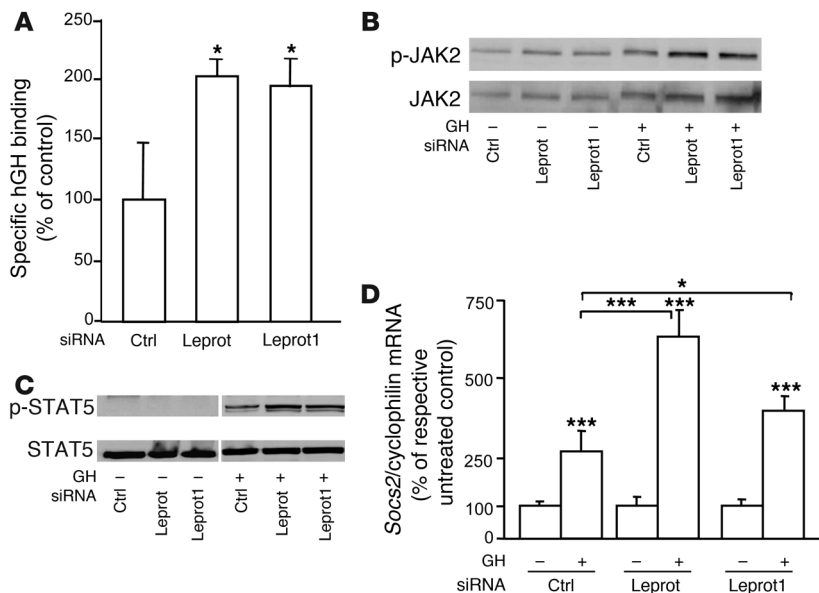 A
Specific hGH binding
(% of control)
250
200
150
100
50
0
* *
siRNA Ctrl Leprot Leprot1
B
p-JAK2
JAK2
GH – – – + + +
siRNA Ctrl Leprot Leprot1 Ctrl Leprot Leprot1
C
p-STAT5
STAT5
GH – – – + + +
siRNA Ctrl Leprot Leprot1 Ctrl Leprot Leprot1
D
Socs2/cyclophilin mRNA
(% of respective
untreated control)
750
500
250
100
0
*
*** ***
***
***
GH – + – + – +
siRNA Ctrl Leprot Leprot1